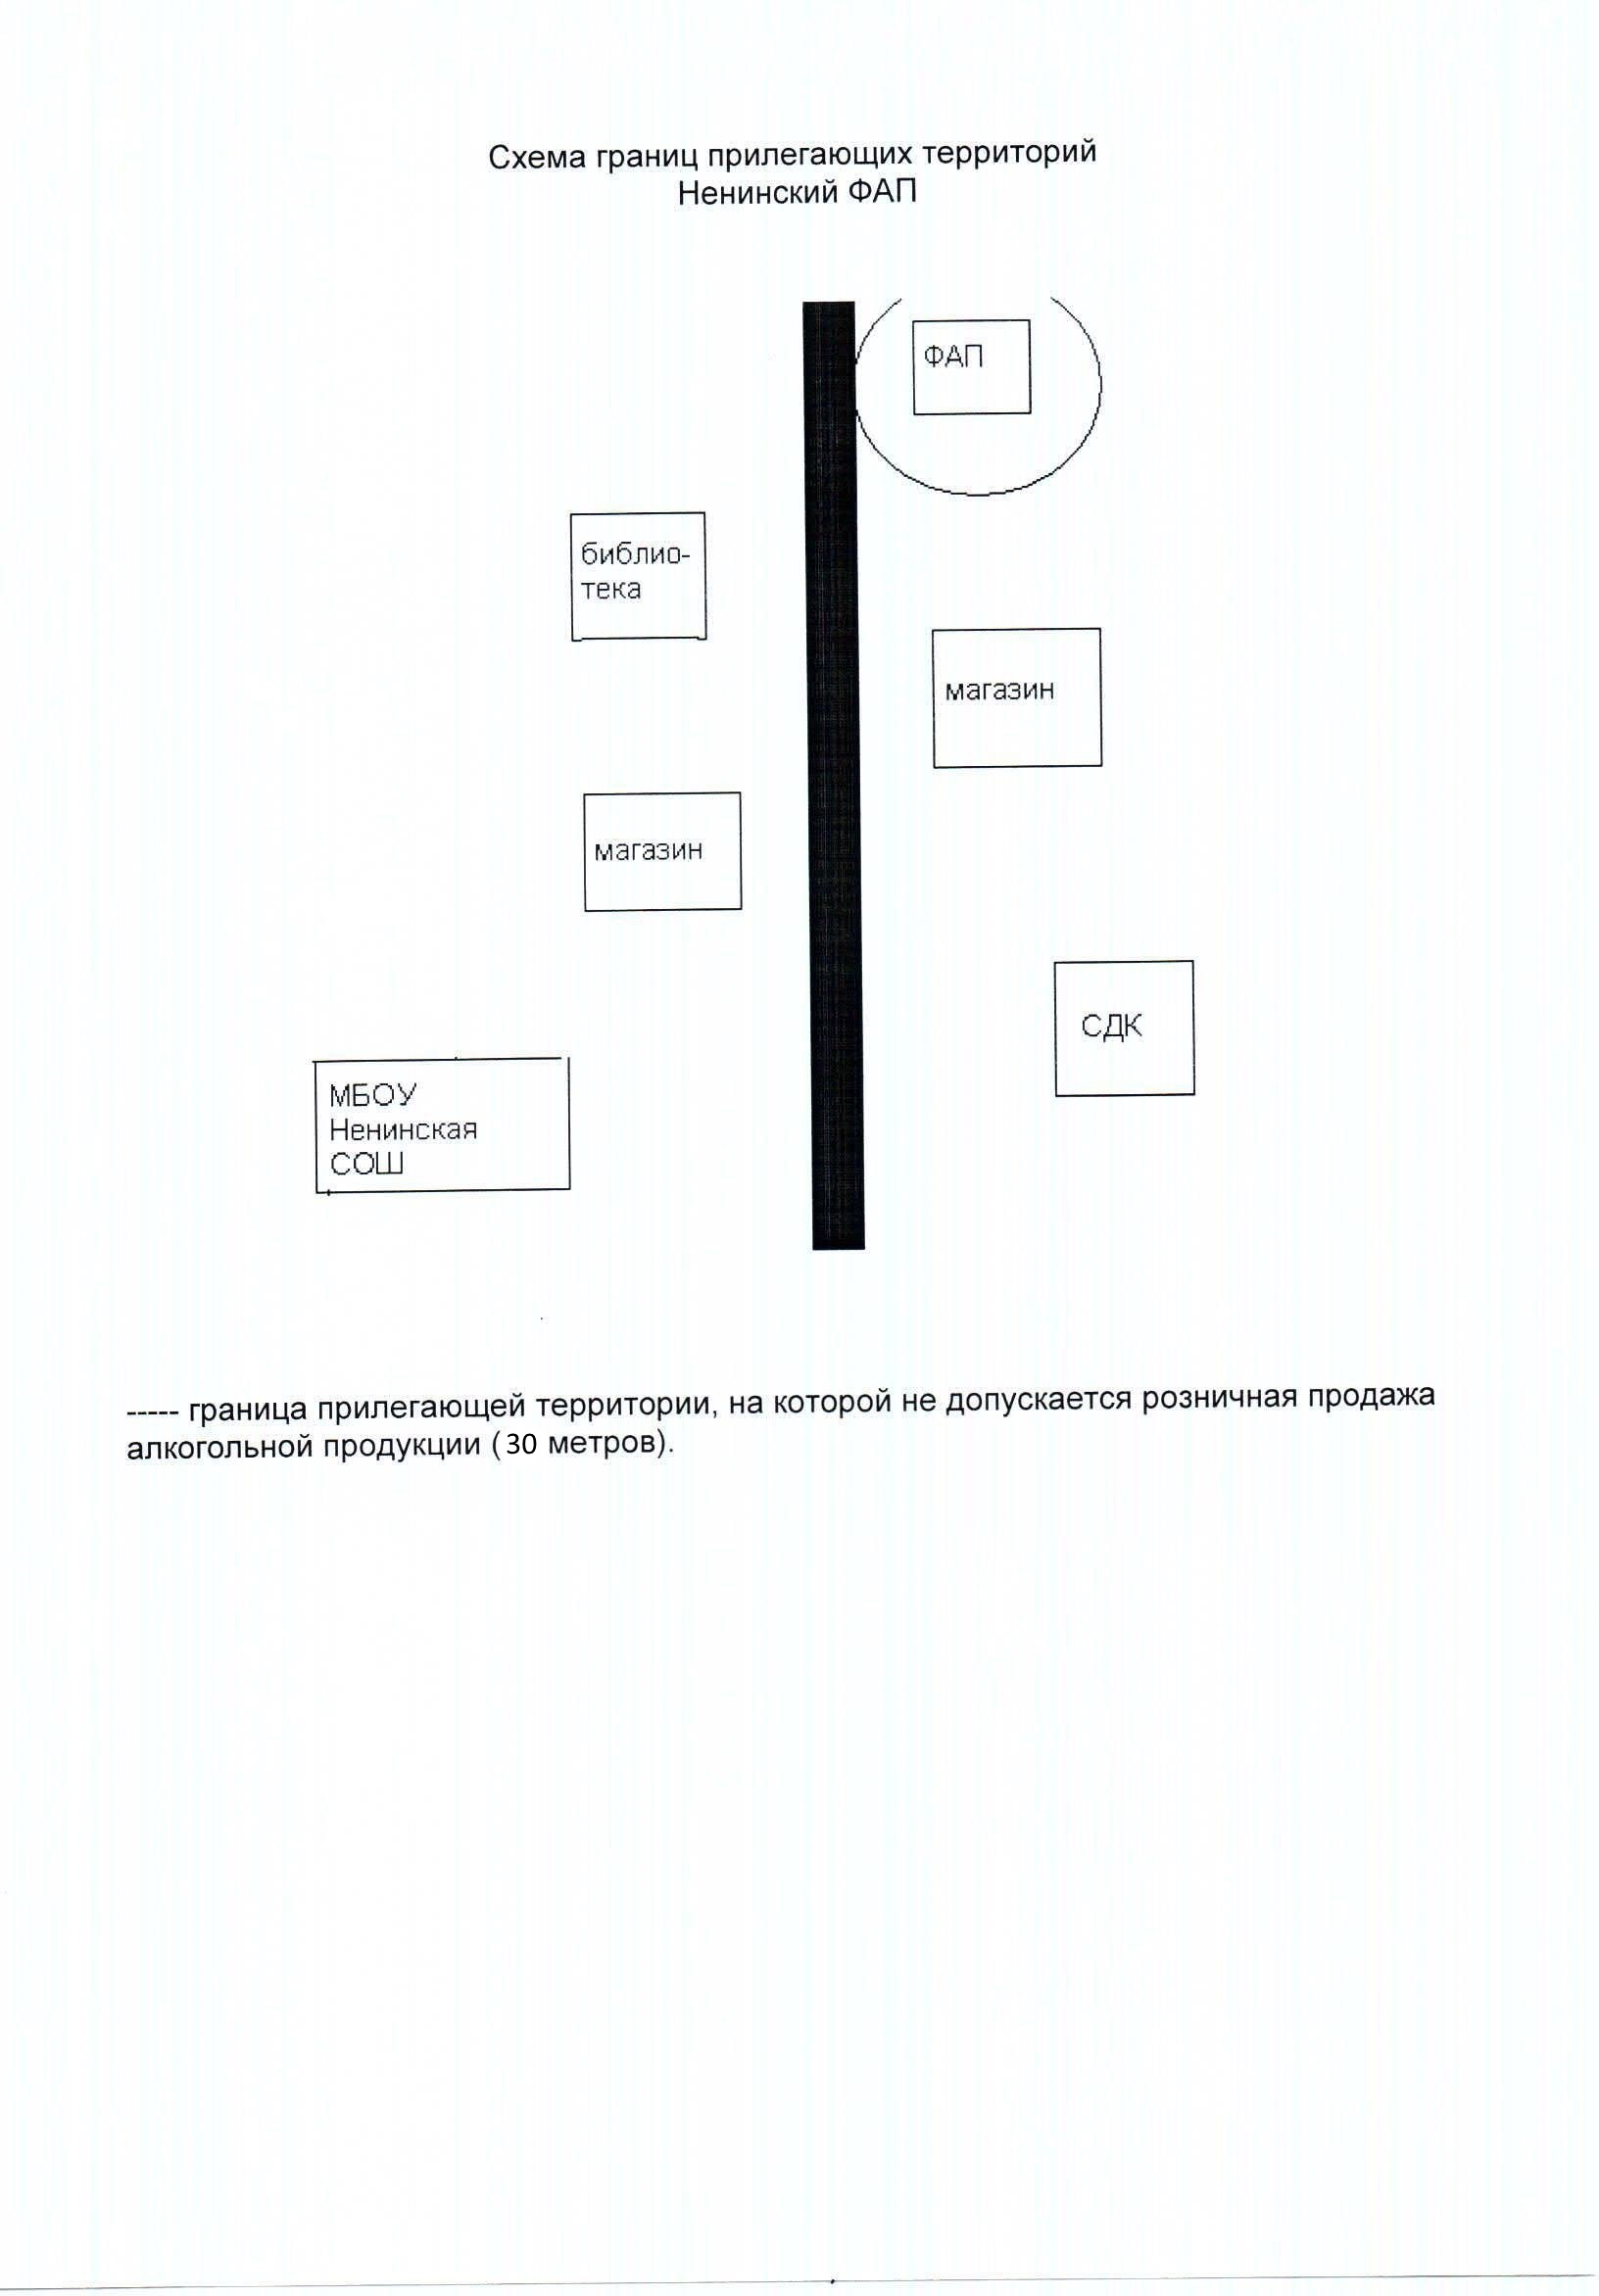 Схема границ прилегающих территорий
Ненинский ФАП
ФАП
библио-
тека
магазин
магазин
СДК
МБОУ
Ненинская
СОШ
----- граница прилегающей территории, на которой не допускается розничная продажа
алкогольной продукции (30 метров).